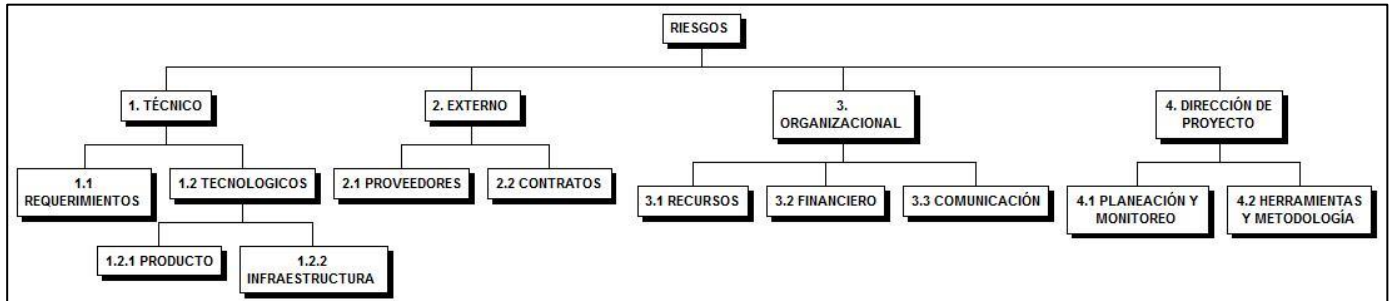 RIESGOS
1. TÉCNICO
2. EXTERNO
3.
ORGANIZACIONAL
4. DIRECCIÓN DE
PROYECTO
1.1
REQUERIMIENTOS
1.2 TECNOLOGICOS
2.1 PROVEEDORES
2.2 CONTRATOS
3.1 RECURSOS
3.2 FINANCIERO
3.3 COMUNICACIÓN
4.1 PLANEACIÓN Y
MONITOREO
4.2 HERRAMIENTAS
Y METODOLOGÍA
1.2.1 PRODUCTO
1.2.2
INFRAESTRUCTURA